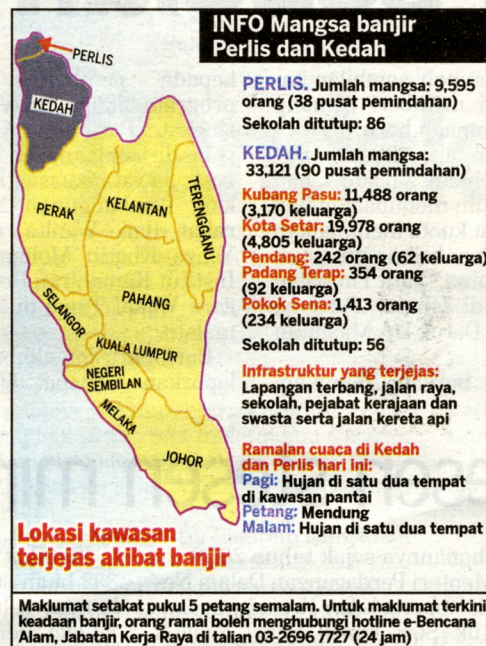 INFO Mangsa banjir
Perlis dan Kedah
PERLIS. Jumlah mangsa: 9,595
orang (38 pusat pemindahan)
Sekolah ditutup: 86
KEDAH. Jumlah mangsa:
33,121 (90 pusat pemindahan)
Kubang Pasu: 11,488 orang
(3,170 keluarga)
Kota Setar: 19,978 orang
(4,805 keluarga)
Pendang: 242 orang (62 keluarga)
Padang Terap: 354 orang
(92 keluarga)
Pokok Sena: 1,413 orang
(234 keluarga)
Sekolah ditutup: 56
Infrastruktur yang terjejas:
Lapangan terbang, jalan raya,
sekolah, pejabat kerajaan dan
swasta serta jalan kereta api
Ramalan cuaca di Kedah
dan Perlis hari ini:
Pagi: Hujan di satu dua tempat
di kawasan pantai
Petang: Mendung
Malam: Hujan di satu dua tempat
PERLIS
KEDAH
PERAK
KELANTAN
TERENGGANU
PAHANG
SELANGOR
KUALA LUMPUR
NEGERI
SEMBILAN
MELAKA
JOHOR
Lokasi kawasan
terjejas akibat banjir
Maklumat setakat pukul 5 petang semalam. Untuk maklumat terkini
keadaan banjir, orang ramai boleh menghubungi hotline e-Bencana
Alam, Jabatan Kerja Raya di talian 03-2696 7727 (24 jam)